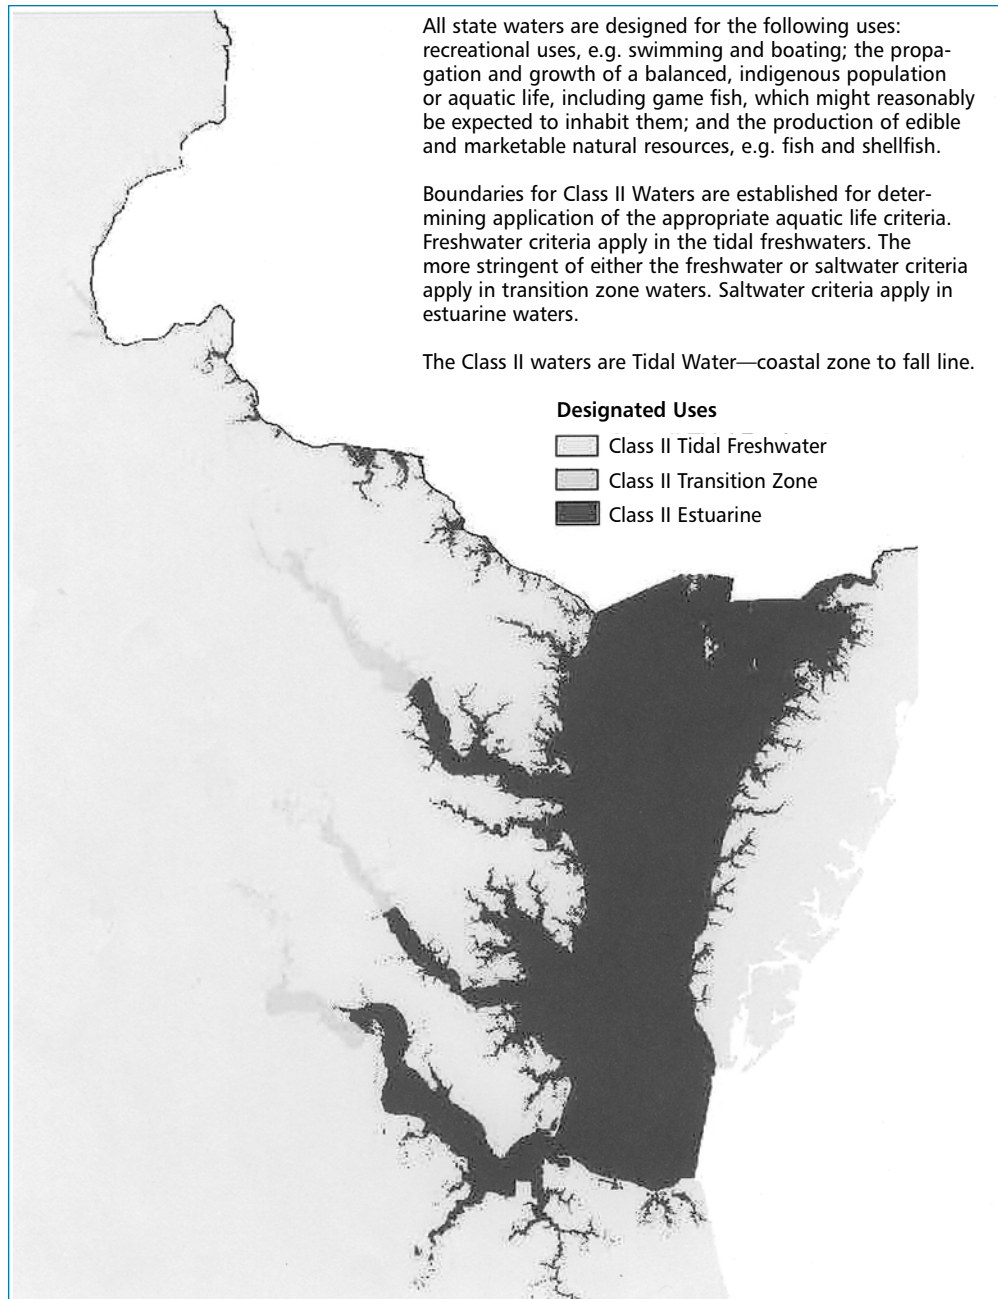 All state waters are designed for the following uses:
recreational uses, e.g. swimming and boating; the propa-
gation and growth of a balanced, indigenous population
or aquatic life, including game fish, which might reasonably
be expected to inhabit them; and the production of edible
and marketable natural resources, e.g. fish and shellfish.
Boundaries for Class II Waters are established for deter-
mining application of the appropriate aquatic life criteria.
Freshwater criteria apply in the tidal freshwaters. The
more stringent of either the freshwater or saltwater criteria
apply in transition zone waters. Saltwater criteria apply in
estuarine waters.
The Class II waters are Tidal Water—coastal zone to fall line.
Designated Uses
Class II Tidal Freshwater
Class II Transition Zone
Class II Estuarine